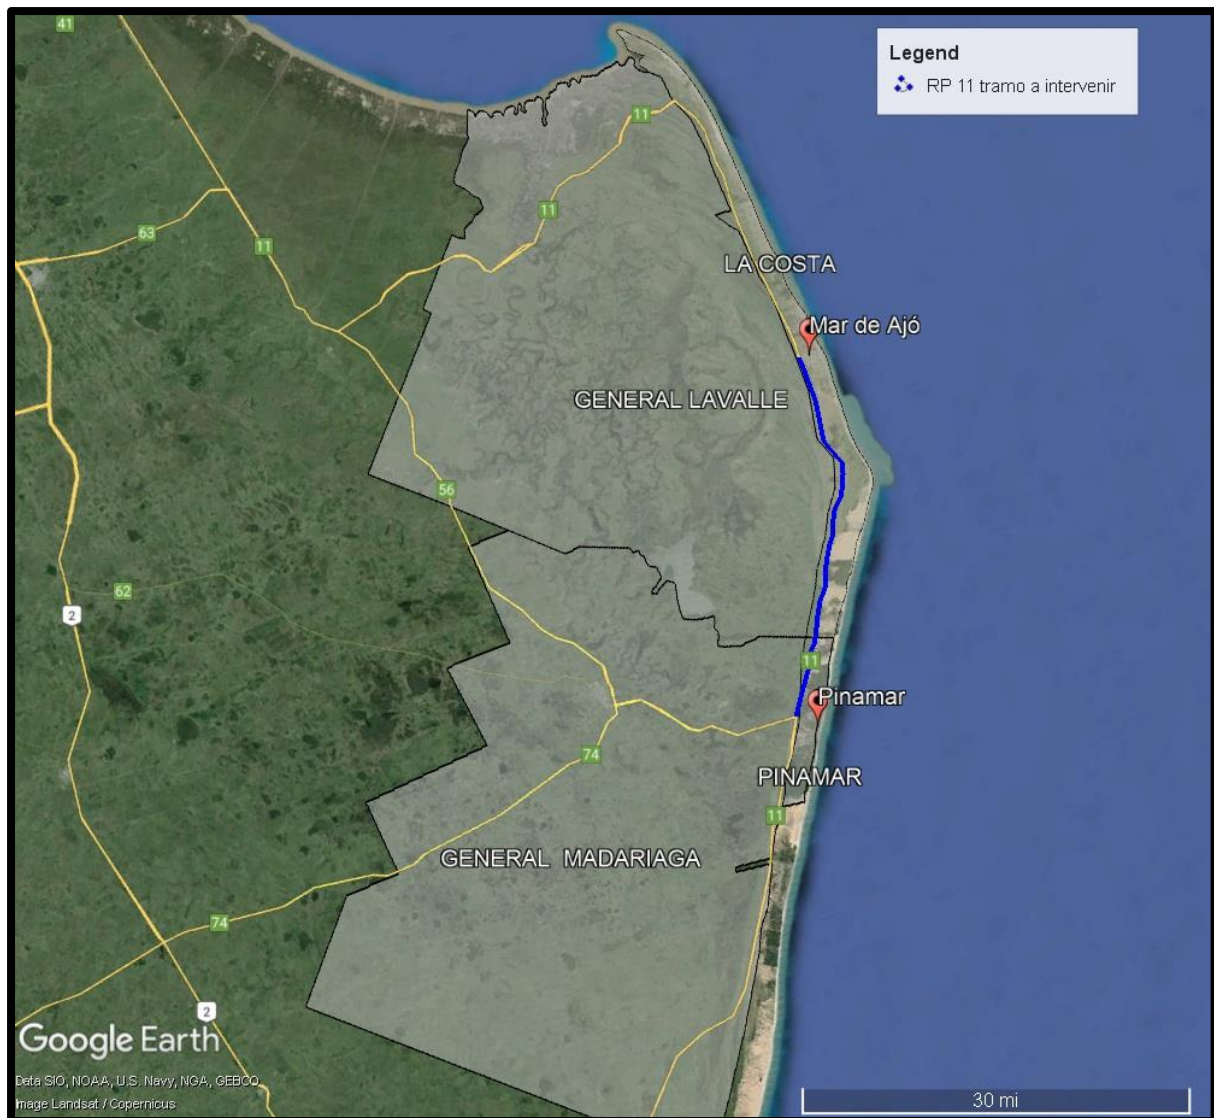 41
Legend
RP 11 tramo a intervenir
11
11
63
11
LA COSTA
Mar de Ajó
GENERAL LAVALLE
56
62
2
11
Pinamar
74
PINAMAR
11
GENERAL MADARIAGA
74
2
Google Earth
Data SIO, NOAA, U.S. Navy, NGA, GEBCO
Image Landsat / Copernicus
30 mi